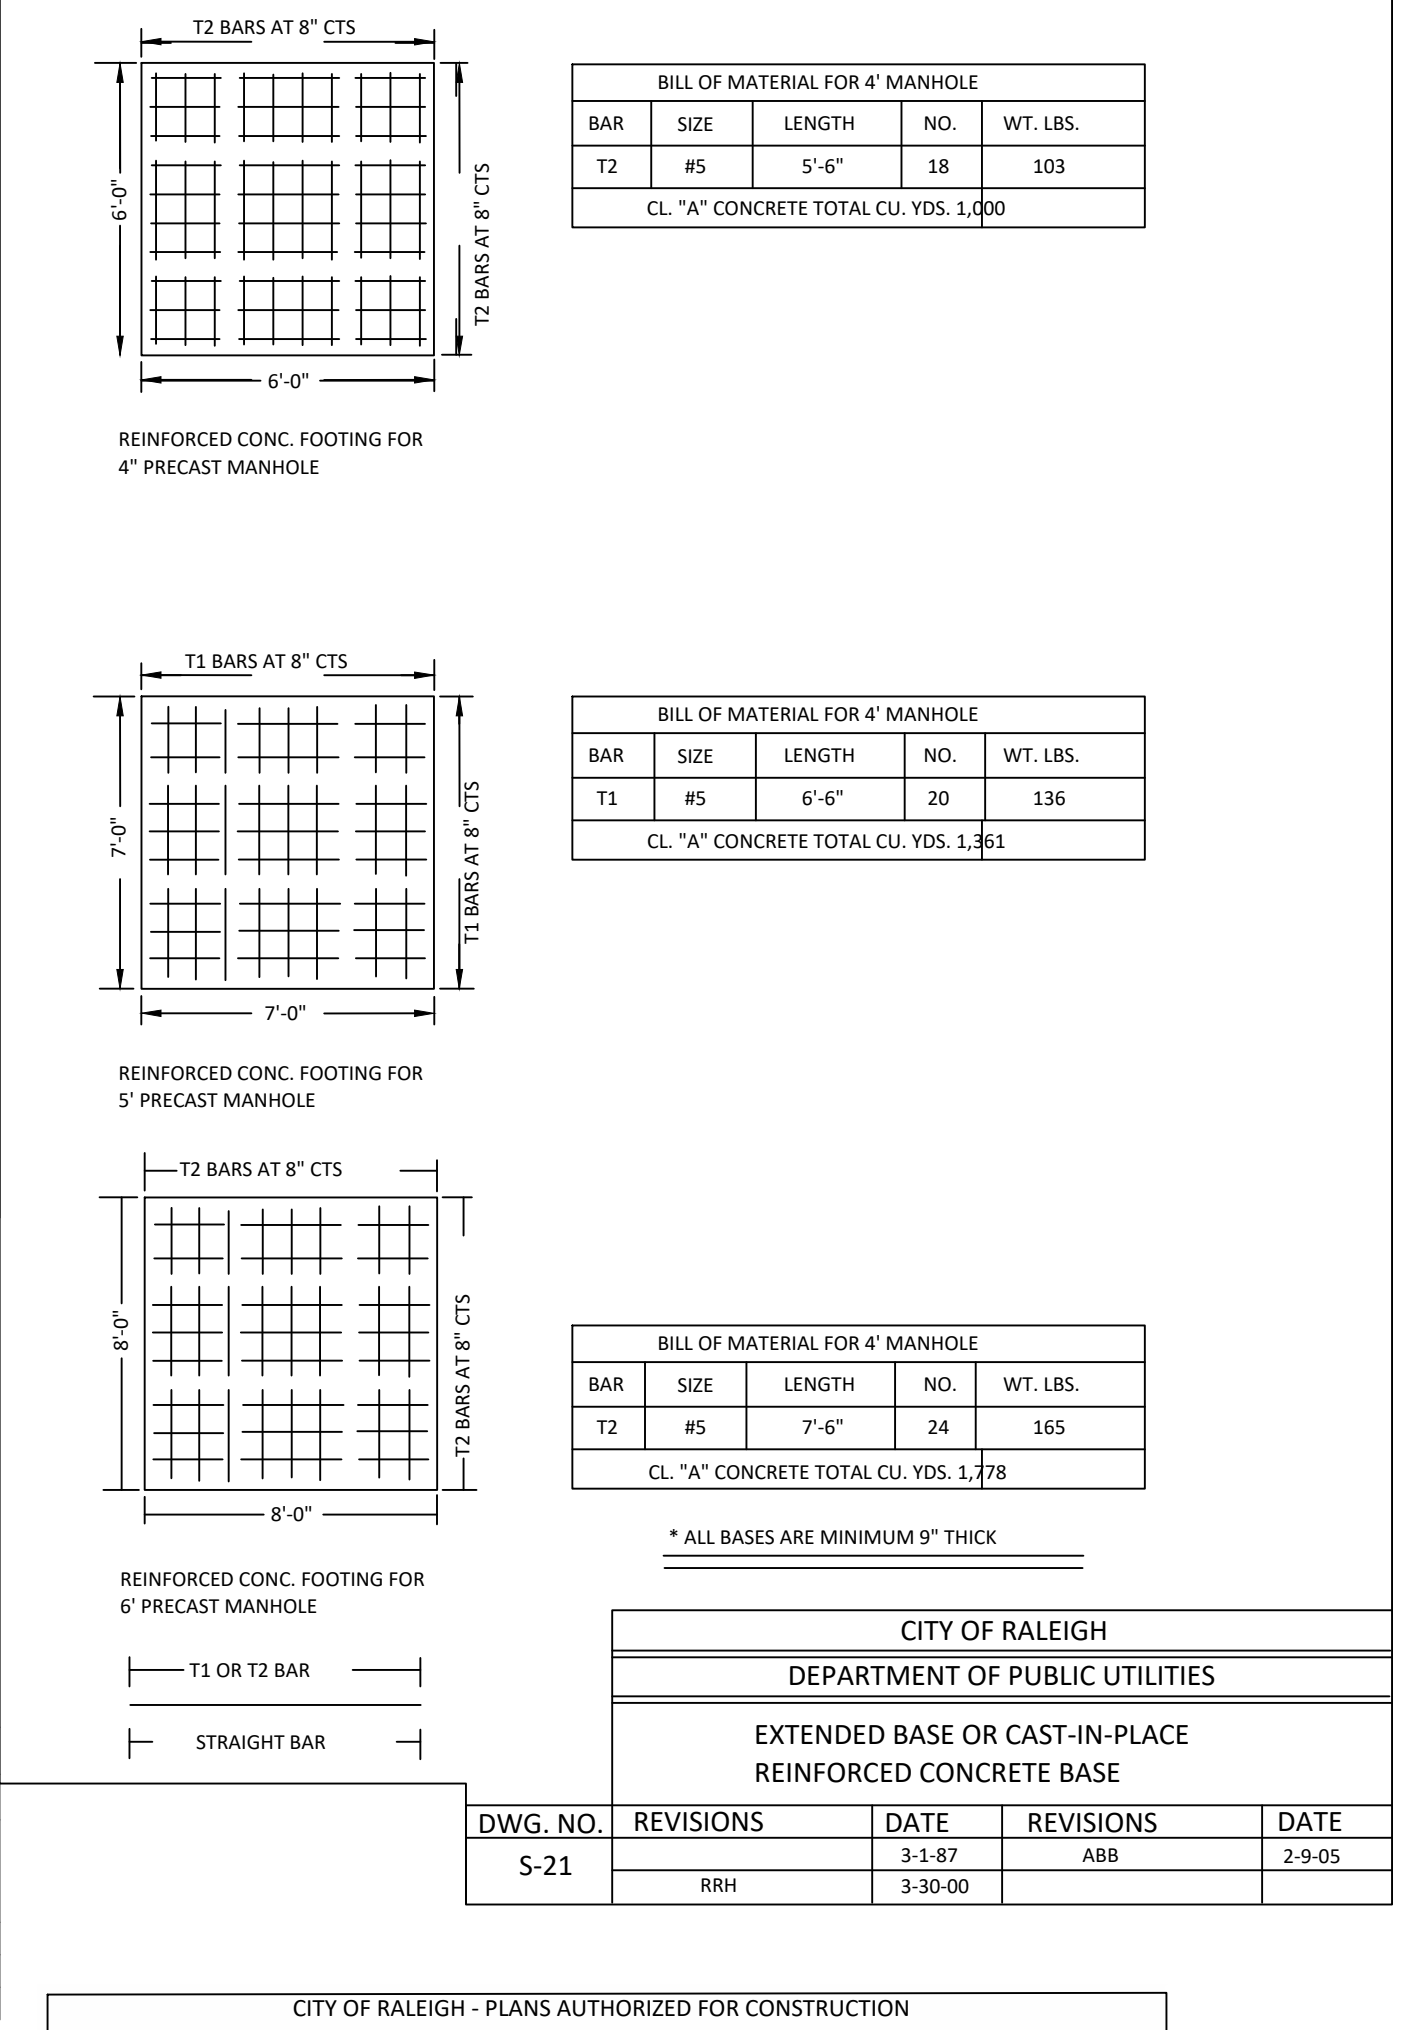 T2 BARS AT 8" CTS
6'-0"
T2 BARS AT 8" CTS
6'-0"
REINFORCED CONC. FOOTING FOR
4" PRECAST MANHOLE
BILL OF MATERIAL FOR 4' MANHOLE
BAR SIZE LENGTH NO. WT. LBS.
T2 #5 5'-6" 18 103
CL. "A" CONCRETE TOTAL CU. YDS. 1,000
T1 BARS AT 8" CTS
7'-0"
T1 BARS AT 8" CTS
7'-0"
REINFORCED CONC. FOOTING FOR
5' PRECAST MANHOLE
BILL OF MATERIAL FOR 4' MANHOLE
BAR SIZE LENGTH NO. WT. LBS.
T1 #5 6'-6" 20 136
CL. "A" CONCRETE TOTAL CU. YDS. 1,361
T2 BARS AT 8" CTS
8'-0"
T2 BARS AT 8" CTS
8'-0"
REINFORCED CONC. FOOTING FOR
6' PRECAST MANHOLE
BILL OF MATERIAL FOR 4' MANHOLE
BAR SIZE LENGTH NO. WT. LBS.
T2 #5 7'-6" 24 165
CL. "A" CONCRETE TOTAL CU. YDS. 1,778
* ALL BASES ARE MINIMUM 9" THICK
T1 OR T2 BAR
STRAIGHT BAR
CITY OF RALEIGH
DEPARTMENT OF PUBLIC UTILITIES
EXTENDED BASE OR CAST-IN-PLACE
REINFORCED CONCRETE BASE
DWG. NO. REVISIONS DATE REVISIONS DATE
S-21
3-1-87 ABB 2-9-05
RRH 3-30-00
CITY OF RALEIGH - PLANS AUTHORIZED FOR CONSTRUCTION